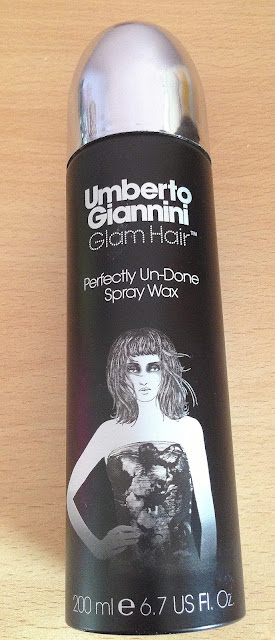 Umberto
Giannini
Glam Hair™
Perfectly Un-Done
Spray Wax
200 ml e 6.7 US Fl. Oz.